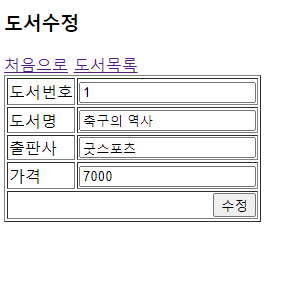 도서수정
처음으로 도서목록
도서번호 1
도서명 축구의 역사
출판사 굿스포츠
가격 7000
수정